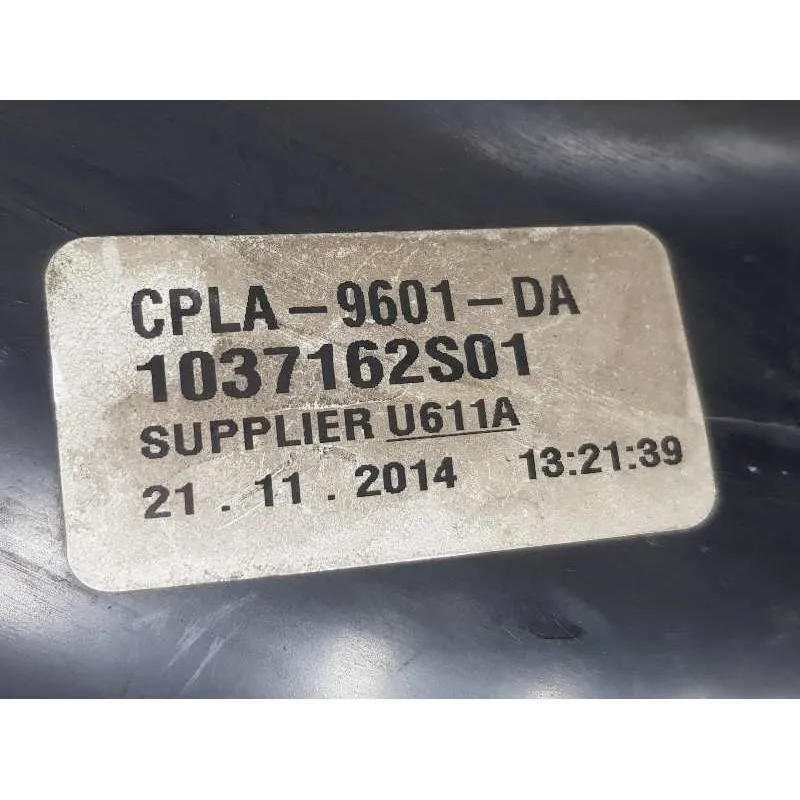 CPLA-9601-DA
1037162S01
SUPPLIER U611A
21 . 11 . 2014 13:21:39